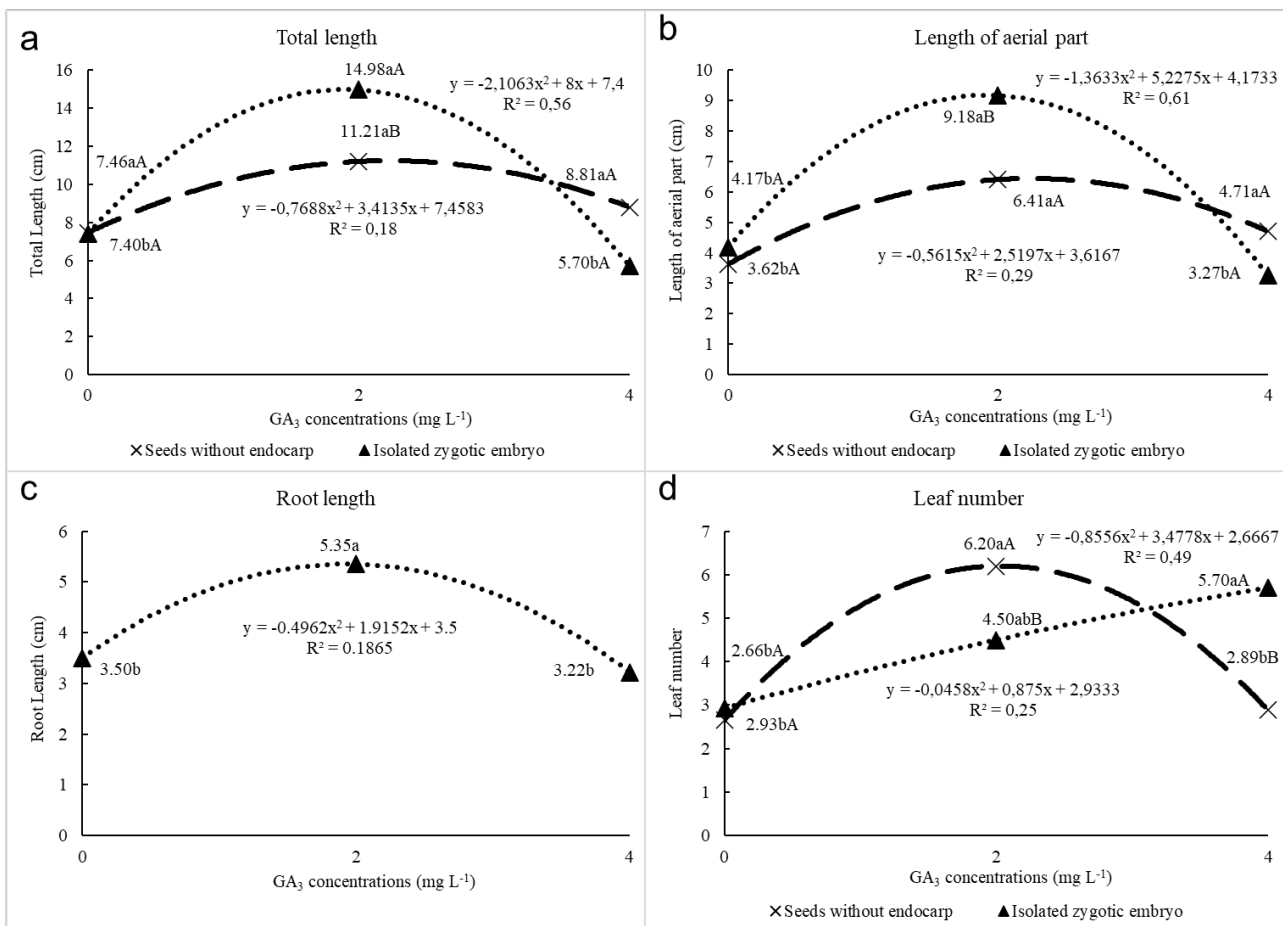 a
Total length
16
14
12
10
8
6
4
2
0
Total Length (cm)
14.98aA
y = -2,1063x² + 8x + 7,4
R² = 0,56
11.21aB
7.46aA
8.81aA
y = -0,7688x² + 3,4135x + 7,4583
R² = 0,18
7.40bA
5.70bA
0 2 4
GA₃ concentrations (mg L⁻¹)
×Seeds without endocarp ▲Isolated zygotic embryo
b
Length of aerial part
10
9
8
7
6
5
4
3
2
1
0
Length of aerial part (cm)
y = -1,3633x² + 5,2275x + 4,1733
R² = 0,61
9.18aB
4.17bA
6.41aA
4.71aA
y = -0,5615x² + 2,5197x + 3,6167
R² = 0,29
3.62bA
3.27bA
0 2 4
GA₃ concentrations (mg L⁻¹)
×Seeds without endocarp ▲Isolated zygotic embryo
c
Root length
6
5
4
3
2
1
0
Root Length (cm)
5.35a
y = -0.4962x² + 1.9152x + 3.5
R² = 0.1865
3.50b
3.22b
0 2 4
GA₃ concentrations (mg L⁻¹)
d
Leaf number
7
6
5
4
3
2
1
0
Leaf number
y = -0,8556x² + 3,4778x + 2,6667
R² = 0,49
6.20aA
5.70aA
4.50abB
2.66bA
2.89bB
y = -0,0458x² + 0,875x + 2,9333
R² = 0,25
2.93bA
0 2 4
GA₃ concentrations (mg L⁻¹)
×Seeds without endocarp ▲Isolated zygotic embryo